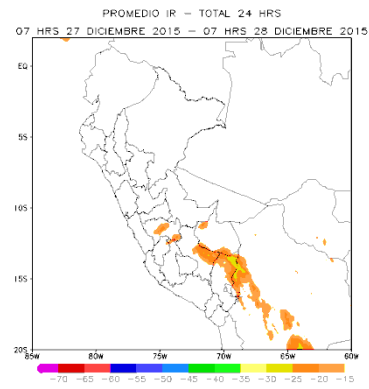 PROMEDIO IR – TOTAL 24 HRS
07 HRS 27 DICIEMBRE 2015 – 07 HRS 28 DICIEMBRE 2015
EQ
5S
10S
15S
20S
85W 80W 75W 70W 65W 60W
-70 -65 -60 -55 -50 -45 -40 -35 -30 -25 -20 -15